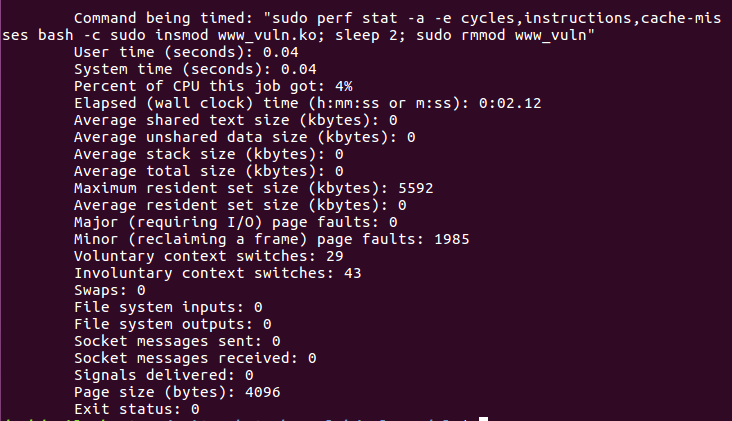 Command being timed: "sudo perf stat -a -e cycles,instructions,cache-mis
ses bash -c sudo insmod www_vuln.ko; sleep 2; sudo rmmod www_vuln"
User time (seconds): 0.04
System time (seconds): 0.04
Percent of CPU this job got: 4%
Elapsed (wall clock) time (h:mm:ss or m:ss): 0:02.12
Average shared text size (kbytes): 0
Average unshared data size (kbytes): 0
Average stack size (kbytes): 0
Average total size (kbytes): 0
Maximum resident set size (kbytes): 5592
Average resident set size (kbytes): 0
Major (requiring I/O) page faults: 0
Minor (reclaiming a frame) page faults: 1985
Voluntary context switches: 29
Involuntary context switches: 43
Swaps: 0
File system inputs: 0
File system outputs: 0
Socket messages sent: 0
Socket messages received: 0
Signals delivered: 0
Page size (bytes): 4096
Exit status: 0